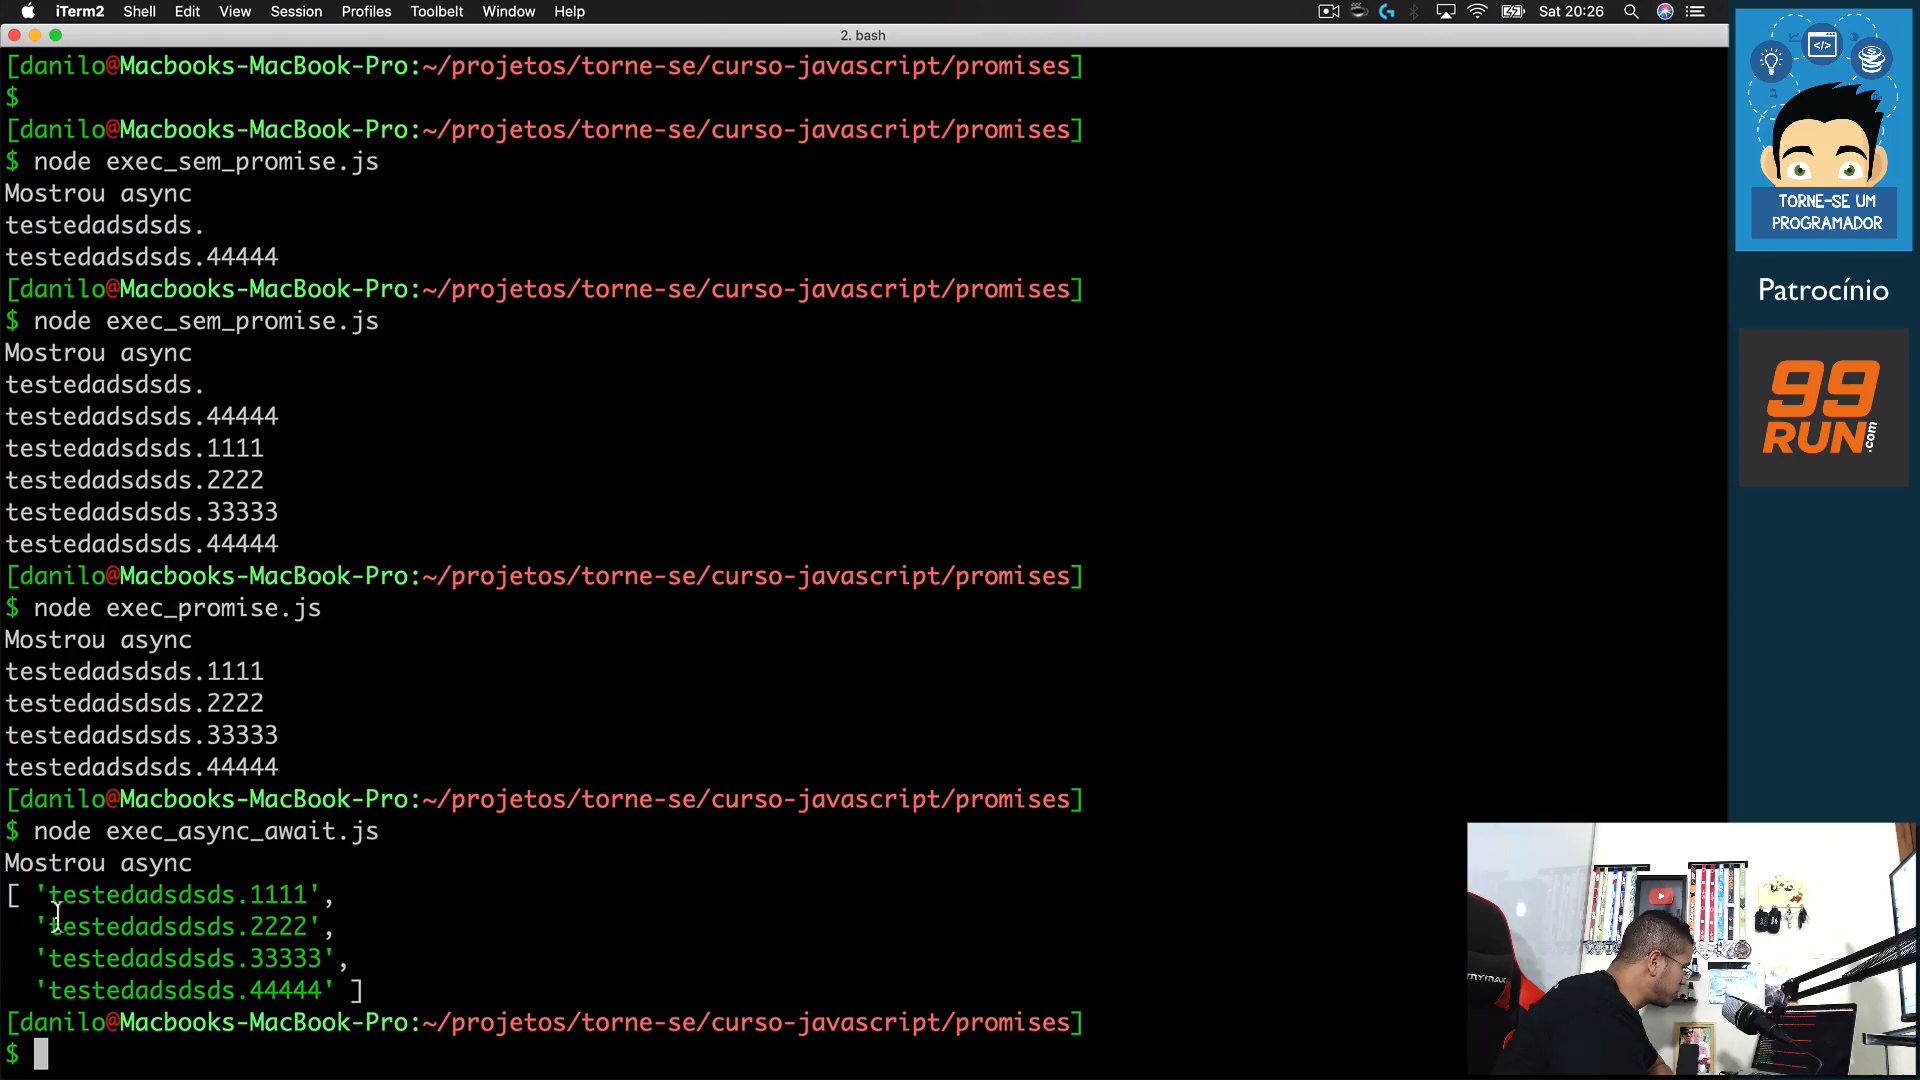 iTerm2 Shell Edit View Session Profiles Toolbelt Window Help Sat 20:26
2. bash
[danilo@Macbooks-MacBook-Pro:~/projetos/torne-se/curso-javascript/promises]
$
[danilo@Macbooks-MacBook-Pro:~/projetos/torne-se/curso-javascript/promises]
$ node exec_sem_promise.js
Mostrou async
testedadsdsds.
testedadsdsds.44444
[danilo@Macbooks-MacBook-Pro:~/projetos/torne-se/curso-javascript/promises]
$ node exec_sem_promise.js
Mostrou async
testedadsdsds.
testedadsdsds.44444
testedadsdsds.1111
testedadsdsds.2222
testedadsdsds.33333
testedadsdsds.44444
[danilo@Macbooks-MacBook-Pro:~/projetos/torne-se/curso-javascript/promises]
$ node exec_promise.js
Mostrou async
testedadsdsds.1111
testedadsdsds.2222
testedadsdsds.33333
testedadsdsds.44444
[danilo@Macbooks-MacBook-Pro:~/projetos/torne-se/curso-javascript/promises]
$ node exec_async_await.js
Mostrou async
[ 'testedadsdsds.1111',
'testedadsdsds.2222',
'testedadsdsds.33333',
'testedadsdsds.44444' ]
[danilo@Macbooks-MacBook-Pro:~/projetos/torne-se/curso-javascript/promises]
$
</>
TORNE-SE UM
PROGRAMADOR
Patrocínio
99
RUN.com
MYMAX